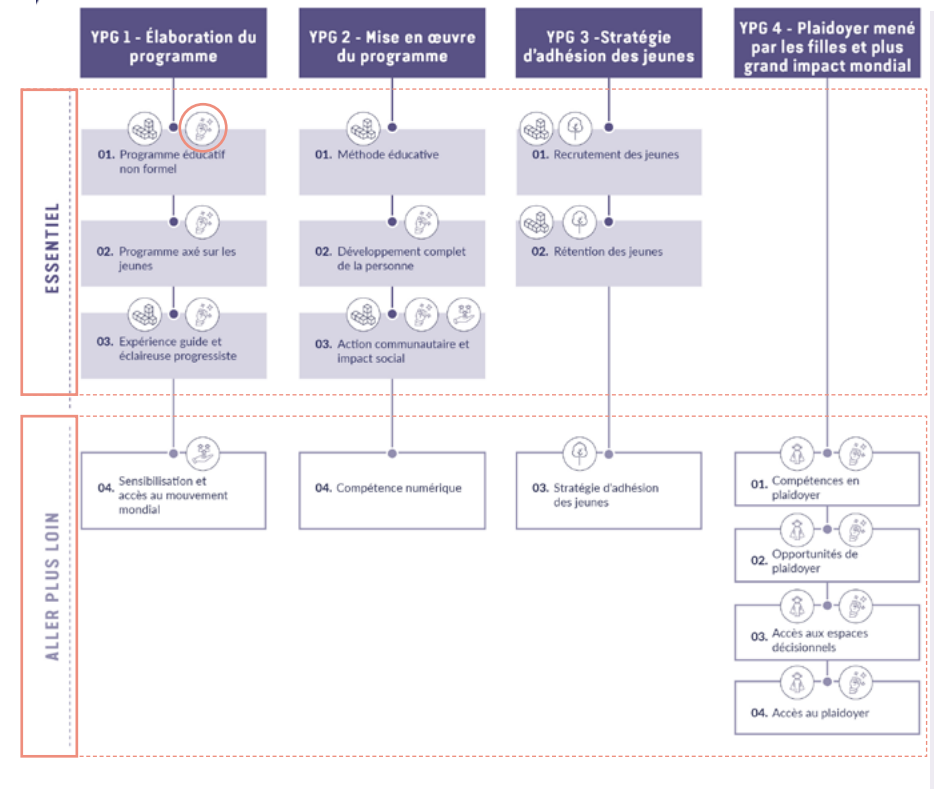 YPG 1 - Élaboration du
programme
YPG 2 - Mise en œuvre
du programme
YPG 3 -Stratégie
d'adhésion des jeunes
YPG 4 - Plaidoyer mené
par les filles et plus
grand impact mondial
ESSENTIEL
01. Programme éducatif
non formel
02. Programme axé sur les
jeunes
03. Expérience guide et
éclaireuse progressiste
01. Méthode éducative
02. Développement complet
de la personne
03. Action communautaire et
impact social
01. Recrutement des jeunes
02. Rétention des jeunes
ALLER PLUS LOIN
04. Sensibilisation et
accès au mouvement
mondial
04. Compétence numérique
03. Stratégie d'adhésion
des jeunes
01. Compétences en
plaidoyer
02. Opportunités de
plaidoyer
03. Accès aux espaces
décisionnels
04. Accès au plaidoyer